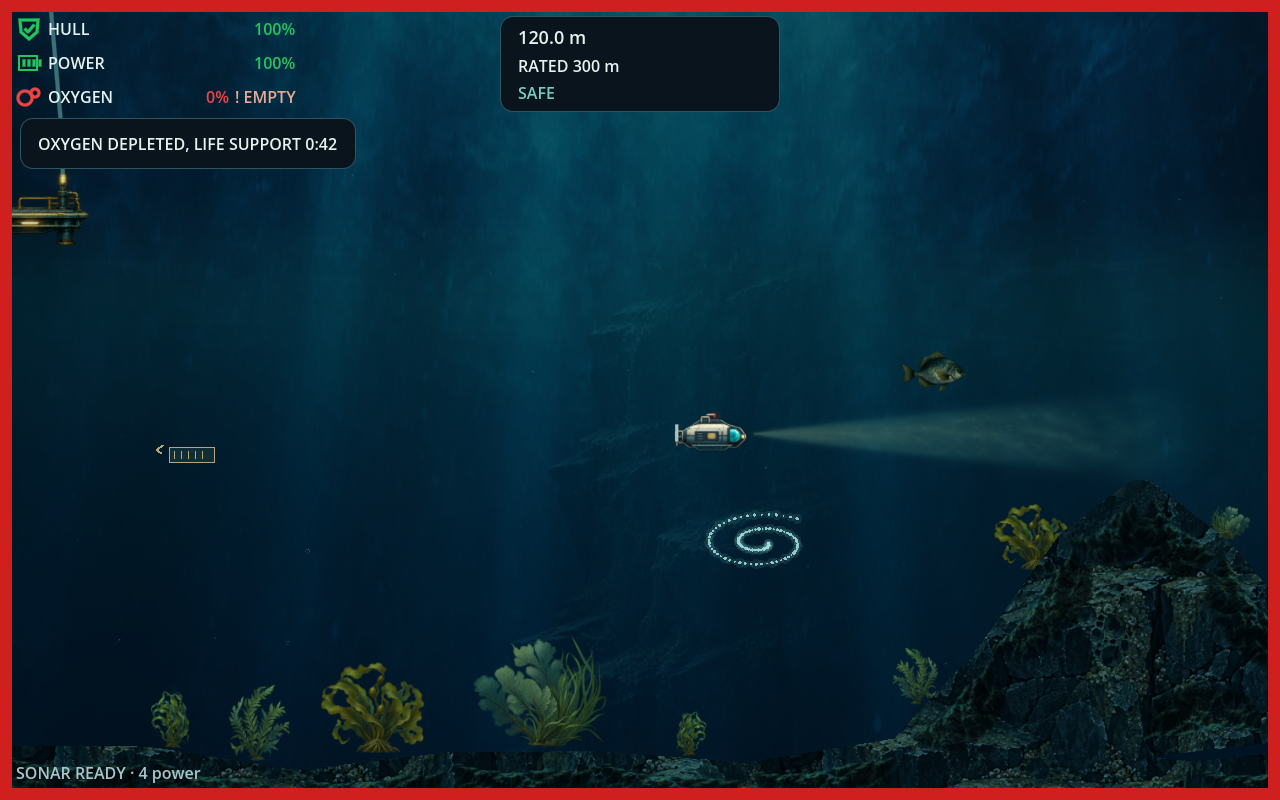 HULL 100%
POWER 100%
OXYGEN 0% ! EMPTY
OXYGEN DEPLETED, LIFE SUPPORT 0:42
120.0 m
RATED 300 m
SAFE
SONAR READY · 4 power